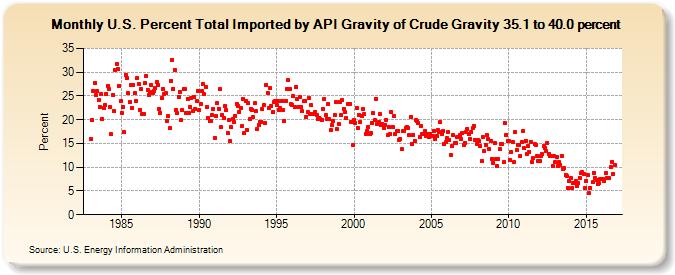 Monthly U.S. Percent Total Imported by API Gravity of Crude Gravity 35.1 to 40.0 percent
Percent
35
30
25
20
15
10
5
0
1985 1990 1995 2000 2005 2010 2015
Source: U.S. Energy Information Administration